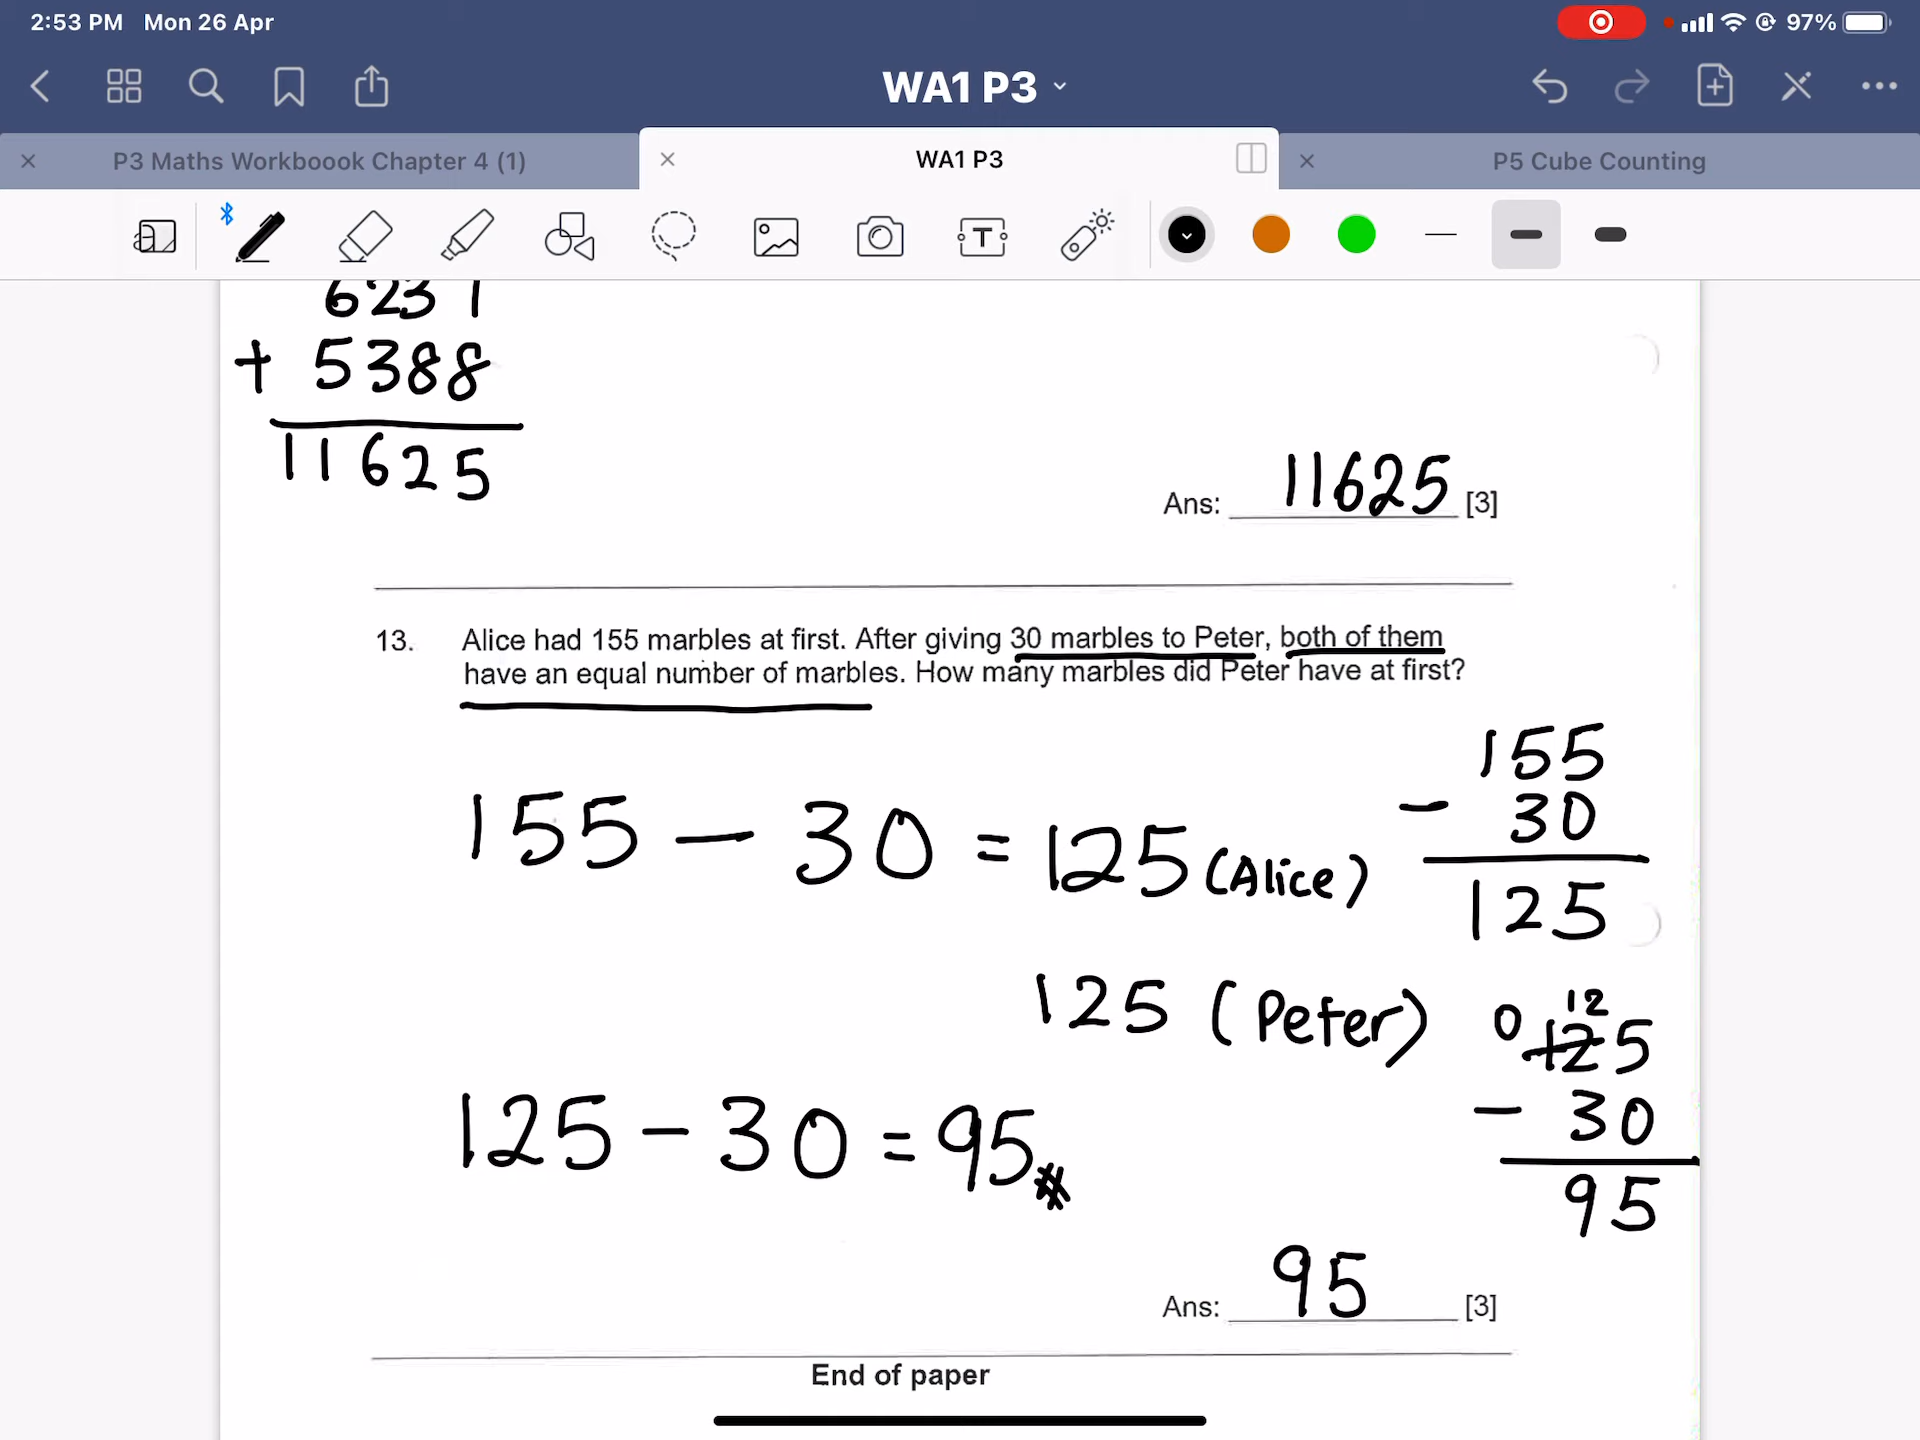 2:53 PM Mon 26 Apr 97%
WA1 P3
P3 Maths Workboook Chapter 4 (1) WA1 P3 P5 Cube Counting
6231
+ 5388
11625
Ans: 11625 [3]
13. Alice had 155 marbles at first. After giving 30 marbles to Peter, both of them
have an equal number of marbles. How many marbles did Peter have at first?
155
- 30
125
155 - 30 = 125 (Alice)
125 (Peter)
0 12
125
- 30
95
125 - 30 = 95
Ans: 95 [3]
End of paper